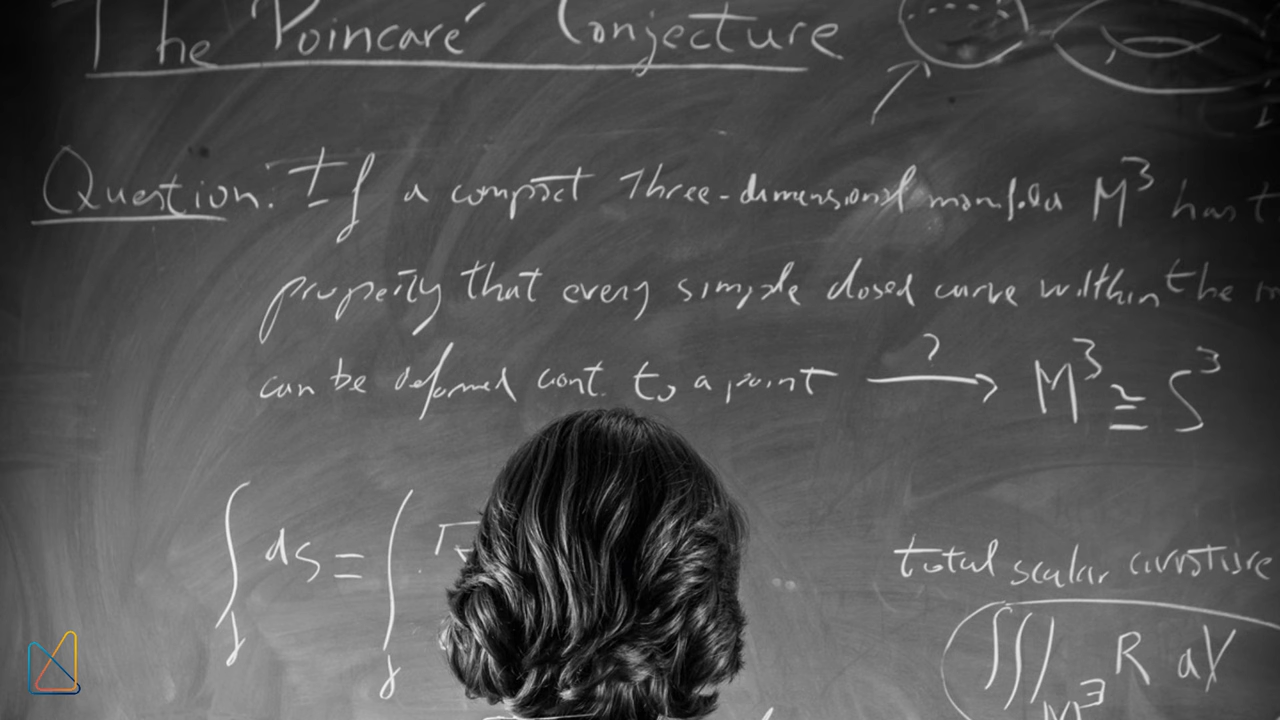 The Poincaré Conjecture
Question: If a compact three-dimensional manifold M³ has t
property that every simple closed curve within the m
can be deformed cont. to a point ?→ M³ ≅ S³
∫γ ds = ∫γ
total scalar curvature
∭M³ R dV